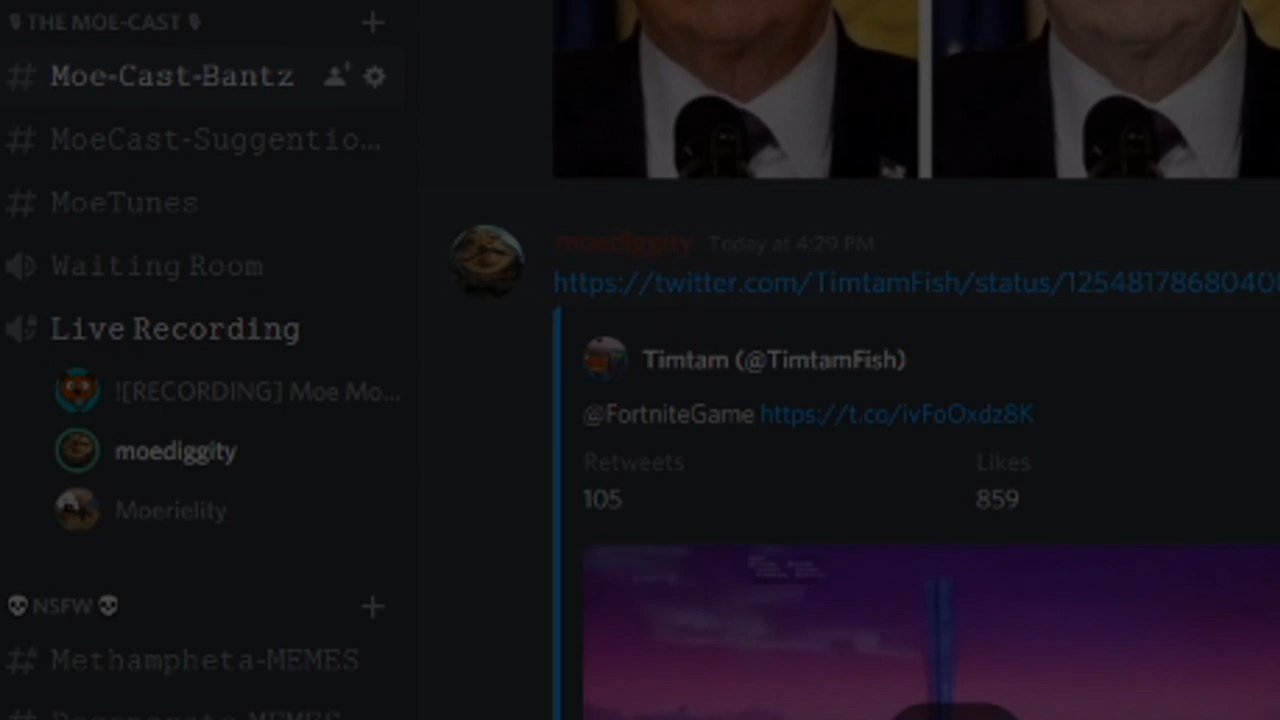 THE MOE-CAST
Moe-Cast-Bantz
MoeCast-Suggentio...
MoeTunes
Waiting Room
Live Recording
![RECORDING] Moe Mo...
moediggity
Moerielity
NSFW
Methampheta-MEMES
moediggity Today at 4:29 PM
https://twitter.com/TimtamFish/status/1254817868040
Timtam (@TimtamFish)
@FortniteGame https://t.co/ivFoOxdz8K
Retweets Likes
105 859